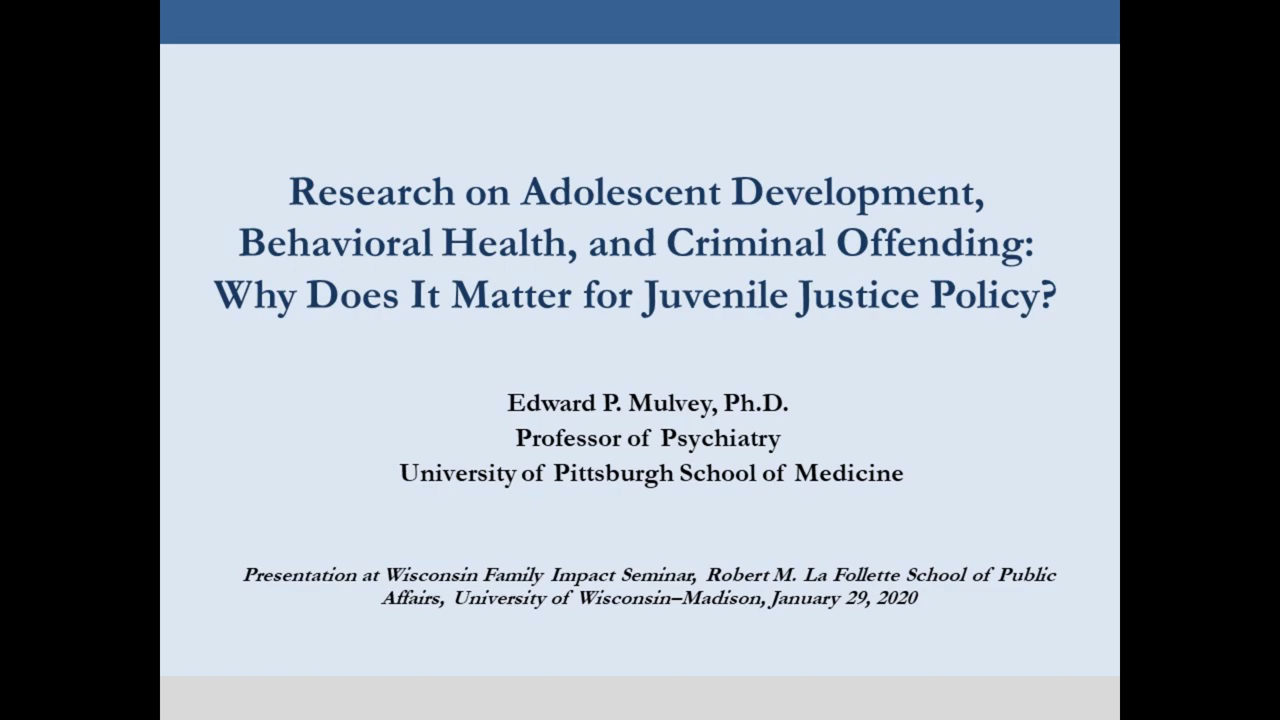 Research on Adolescent Development,
Behavioral Health, and Criminal Offending:
Why Does It Matter for Juvenile Justice Policy?
Edward P. Mulvey, Ph.D.
Professor of Psychiatry
University of Pittsburgh School of Medicine
Presentation at Wisconsin Family Impact Seminar, Robert M. La Follette School of Public
Affairs, University of Wisconsin–Madison, January 29, 2020